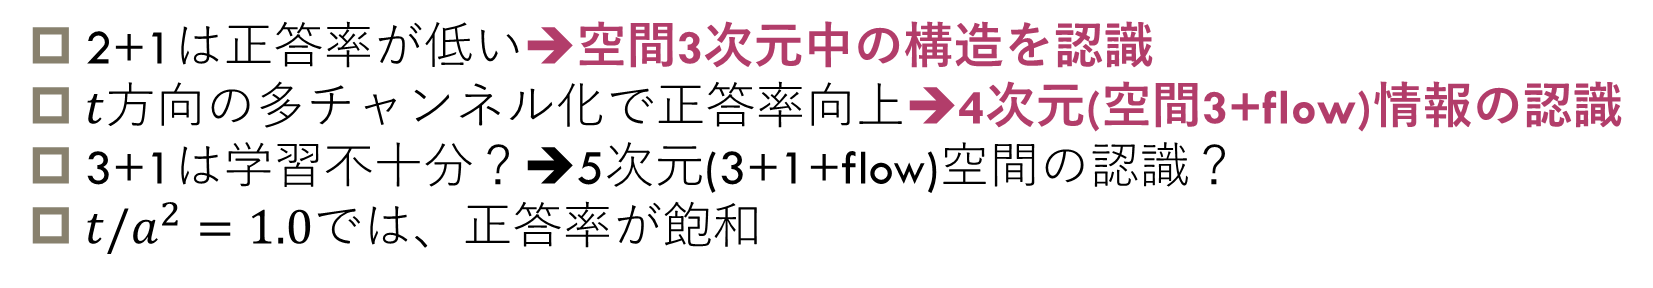 2+1は正答率が低い➔空間3次元中の構造を認識
t方向の多チャンネル化で正答率向上➔4次元(空間3+flow)情報の認識
3+1は学習不十分？➔5次元(3+1+flow)空間の認識？
t/a² = 1.0では、正答率が飽和